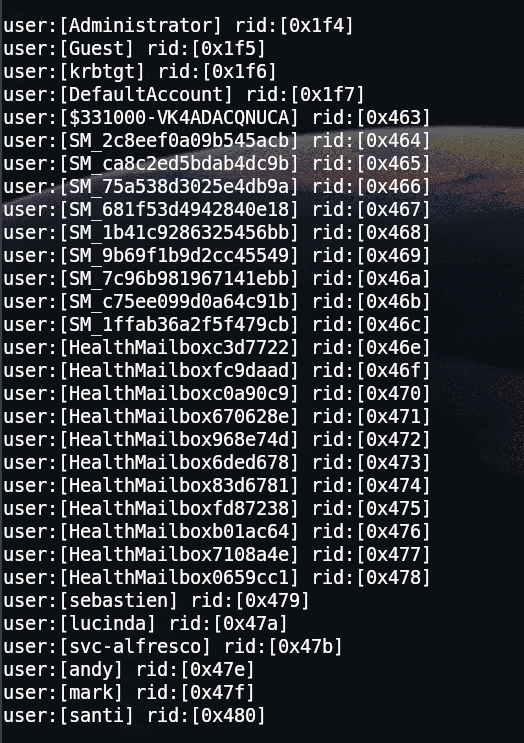 user:[Administrator] rid:[0x1f4]
user:[Guest] rid:[0x1f5]
user:[krbtgt] rid:[0x1f6]
user:[DefaultAccount] rid:[0x1f7]
user:[$331000-VK4ADACQNUCA] rid:[0x463]
user:[SM_2c8eef0a09b545acb] rid:[0x464]
user:[SM_ca8c2ed5bdab4dc9b] rid:[0x465]
user:[SM_75a538d3025e4db9a] rid:[0x466]
user:[SM_681f53d4942840e18] rid:[0x467]
user:[SM_1b41c9286325456bb] rid:[0x468]
user:[SM_9b69f1b9d2cc45549] rid:[0x469]
user:[SM_7c96b981967141ebb] rid:[0x46a]
user:[SM_c75ee099d0a64c91b] rid:[0x46b]
user:[SM_1ffab36a2f5f479cb] rid:[0x46c]
user:[HealthMailboxc3d7722] rid:[0x46e]
user:[HealthMailboxfc9daad] rid:[0x46f]
user:[HealthMailboxc0a90c9] rid:[0x470]
user:[HealthMailbox670628e] rid:[0x471]
user:[HealthMailbox968e74d] rid:[0x472]
user:[HealthMailbox6ded678] rid:[0x473]
user:[HealthMailbox83d6781] rid:[0x474]
user:[HealthMailboxfd87238] rid:[0x475]
user:[HealthMailboxb01ac64] rid:[0x476]
user:[HealthMailbox7108a4e] rid:[0x477]
user:[HealthMailbox0659cc1] rid:[0x478]
user:[sebastien] rid:[0x479]
user:[lucinda] rid:[0x47a]
user:[svc-alfresco] rid:[0x47b]
user:[andy] rid:[0x47e]
user:[mark] rid:[0x47f]
user:[santi] rid:[0x480]